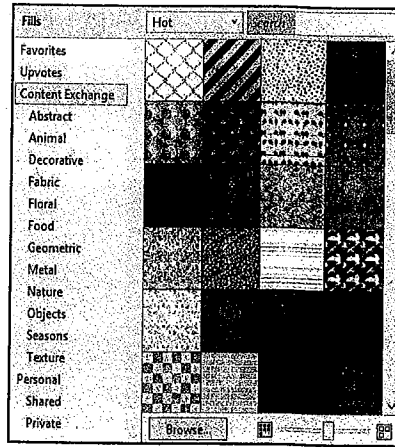 Fills
Hot
Favorites
Upvotes
Content Exchange
Abstract
Animal
Decorative
Fabric
Floral
Food
Geometric
Metal
Nature
Objects
Seasons
Texture
Personal
Shared
Private
Browse...